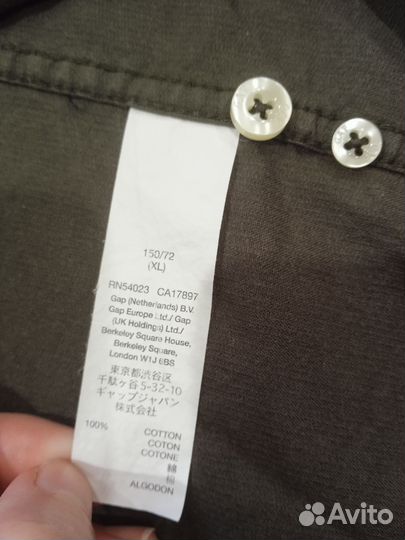 150/72
(XL)
RN54023 CA17897
Gap (Netherlands) B.V.
Gap Europe Ltd./ Gap
(UK Holdings) Ltd./
Berkeley Square House,
Berkeley Square,
London W1J 6BS
東京都渋谷区
千駄ヶ谷5-32-10
ギャップジャパン
株式会社
100% COTTON
COTON
COTONE
綿
棉
ALGODON
Avito